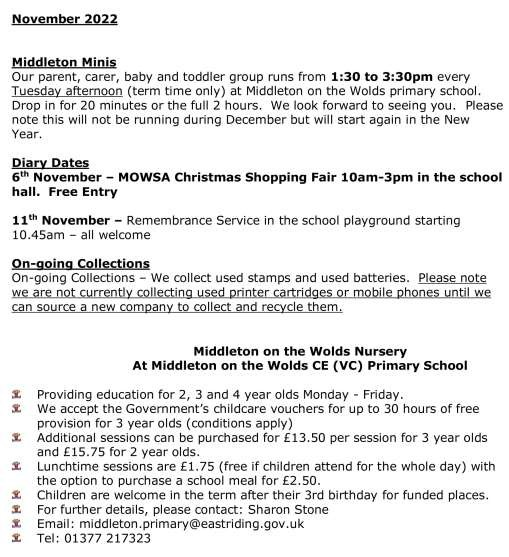 November 2022
Middleton Minis
Our parent, carer, baby and toddler group runs from 1:30 to 3:30pm every
Tuesday afternoon (term time only) at Middleton on the Wolds primary school.
Drop in for 20 minutes or the full 2 hours.  We look forward to seeing you.  Please
note this will not be running during December but will start again in the New
Year.
Diary Dates
6th November – MOWSA Christmas Shopping Fair 10am-3pm in the school
hall.  Free Entry
11th November – Remembrance Service in the school playground starting
10.45am – all welcome
On-going Collections
On-going Collections – We collect used stamps and used batteries.  Please note
we are not currently collecting used printer cartridges or mobile phones until we
can source a new company to collect and recycle them.
Middleton on the Wolds Nursery
At Middleton on the Wolds CE (VC) Primary School
Providing education for 2, 3 and 4 year olds Monday - Friday.
We accept the Government's childcare vouchers for up to 30 hours of free
provision for 3 year olds (conditions apply)
Additional sessions can be purchased for £13.50 per session for 3 year olds
and £15.75 for 2 year olds.
Lunchtime sessions are £1.75 (free if children attend for the whole day) with
the option to purchase a school meal for £2.50.
Children are welcome in the term after their 3rd birthday for funded places.
For further details, please contact: Sharon Stone
Email: middleton.primary@eastriding.gov.uk
Tel: 01377 217323